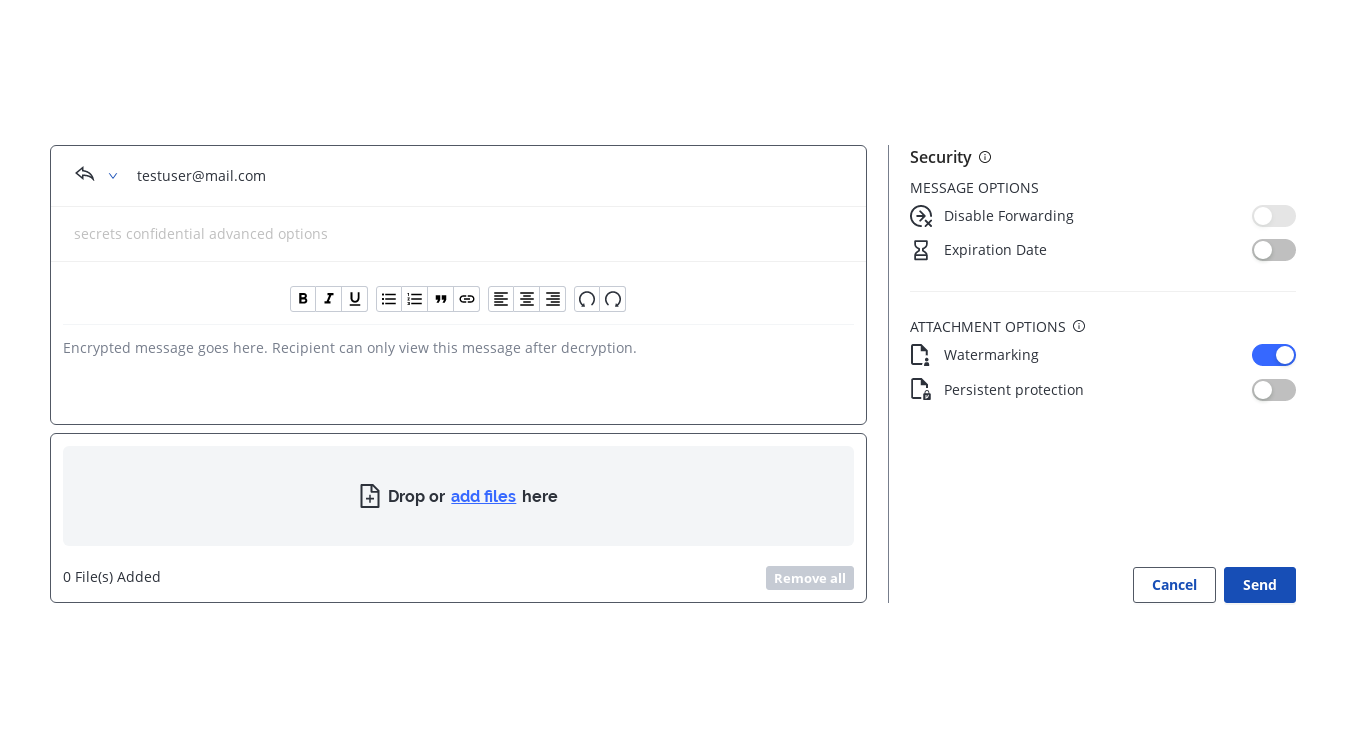 testuser@mail.com
secrets confidential advanced options
B I U
Encrypted message goes here. Recipient can only view this message after decryption.
Drop or add files here
0 File(s) Added
Remove all
Security
MESSAGE OPTIONS
Disable Forwarding
Expiration Date
ATTACHMENT OPTIONS
Watermarking
Persistent protection
Cancel
Send